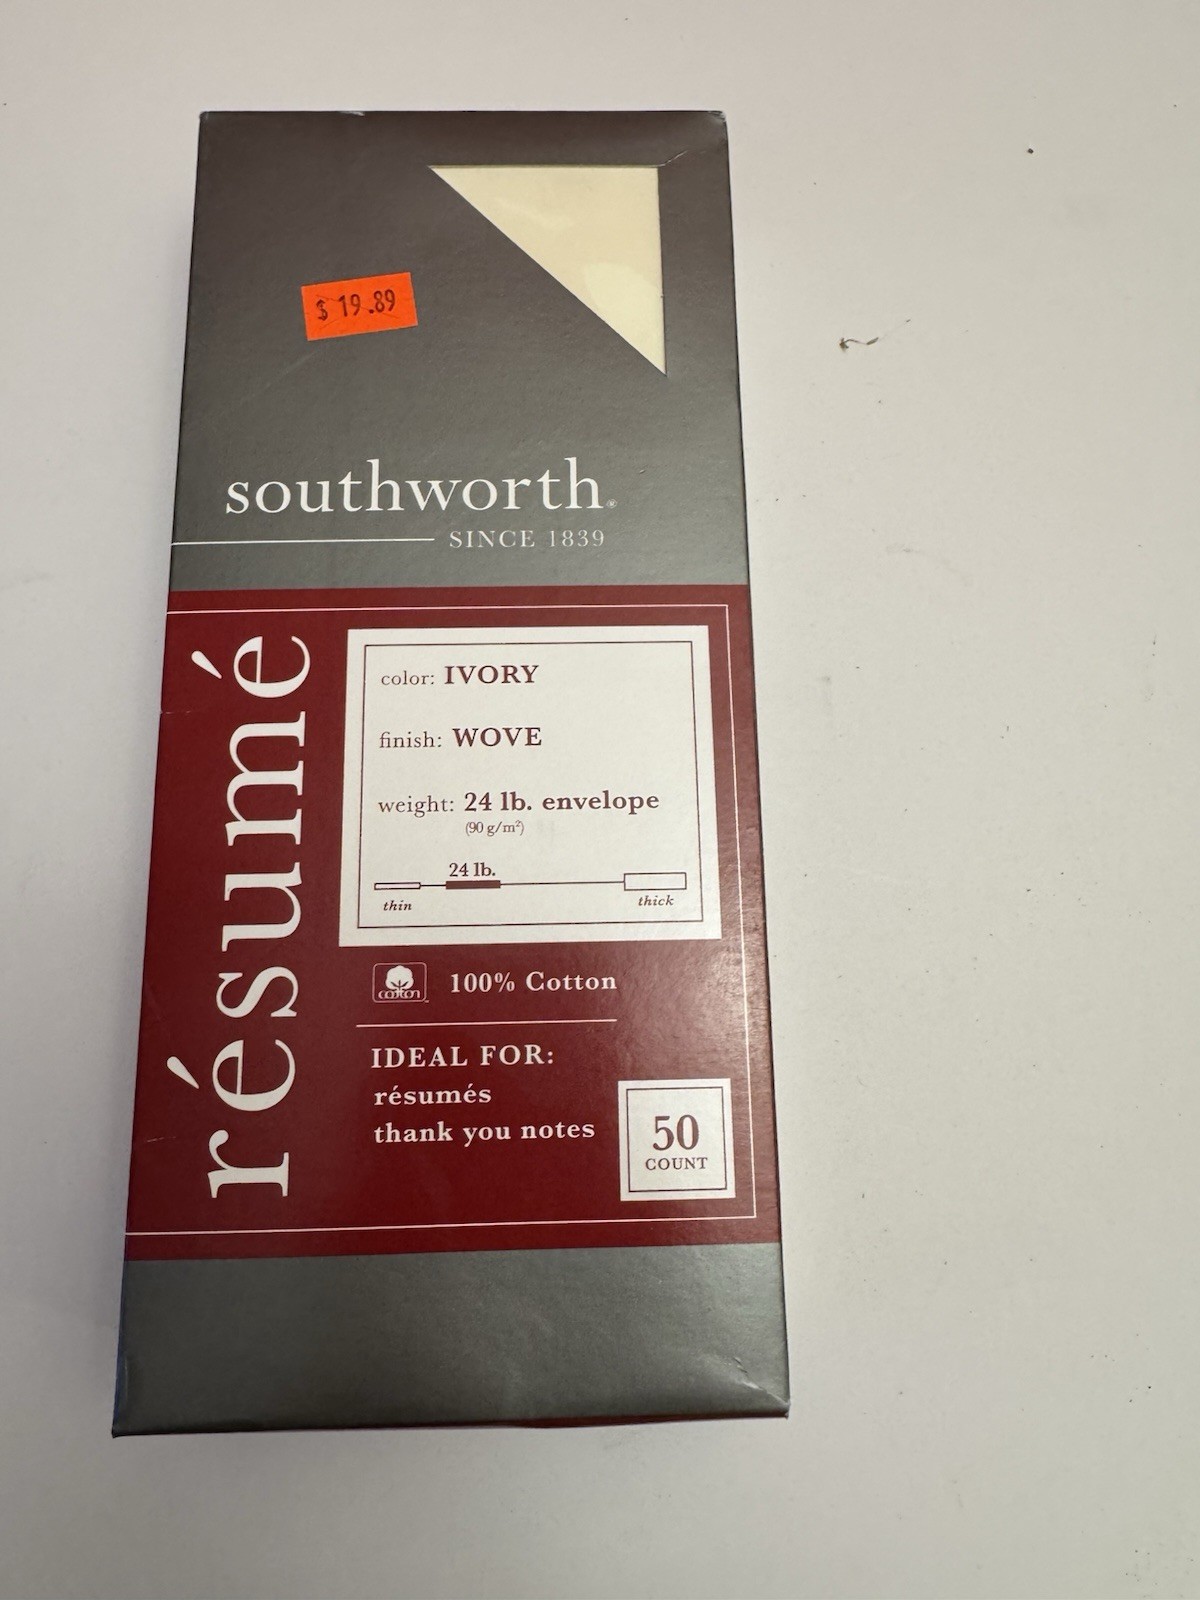 $ 19.89
southworth®
SINCE 1839
résumé
color: IVORY
finish: WOVE
weight: 24 lb. envelope
(90 g/m²)
24 lb.
thin
thick
cotton™
100% Cotton
IDEAL FOR:
résumés
thank you notes
50
COUNT